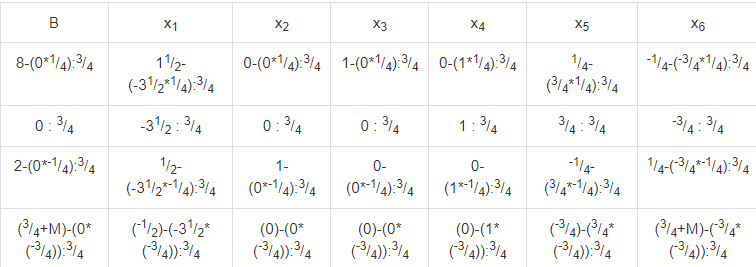 B x₁ x₂ x₃ x₄ x₅ x₆
8-(0*¹/₄):³/₄ 1¹/₂- 0-(0*¹/₄):³/₄ 1-(0*¹/₄):³/₄ 0-(1*¹/₄):³/₄ ¹/₄- -¹/₄-(-³/₄*¹/₄):³/₄
(-3¹/₂*¹/₄):³/₄ (³/₄*¹/₄):³/₄
0 : ³/₄ -3¹/₂ : ³/₄ 0 : ³/₄ 0 : ³/₄ 1 : ³/₄ ³/₄ : ³/₄ -³/₄ : ³/₄
2-(0*-¹/₄):³/₄ ¹/₂- 1- 0- 0- -¹/₄- ¹/₄-(-³/₄*-¹/₄):³/₄
(-3¹/₂*-¹/₄):³/₄ (0*-¹/₄):³/₄ (0*-¹/₄):³/₄ (1*-¹/₄):³/₄ (³/₄*-¹/₄):³/₄
(³/₄+M)-(0* (-¹/₂)-(-3¹/₂* (0)-(0* (0)-(0* (0)-(1* (-³/₄)-(³/₄* (³/₄+M)-(-³/₄*
(-³/₄)):³/₄ (-³/₄)):³/₄ (-³/₄)):³/₄ (-³/₄)):³/₄ (-³/₄)):³/₄ (-³/₄)):³/₄ (-³/₄)):³/₄